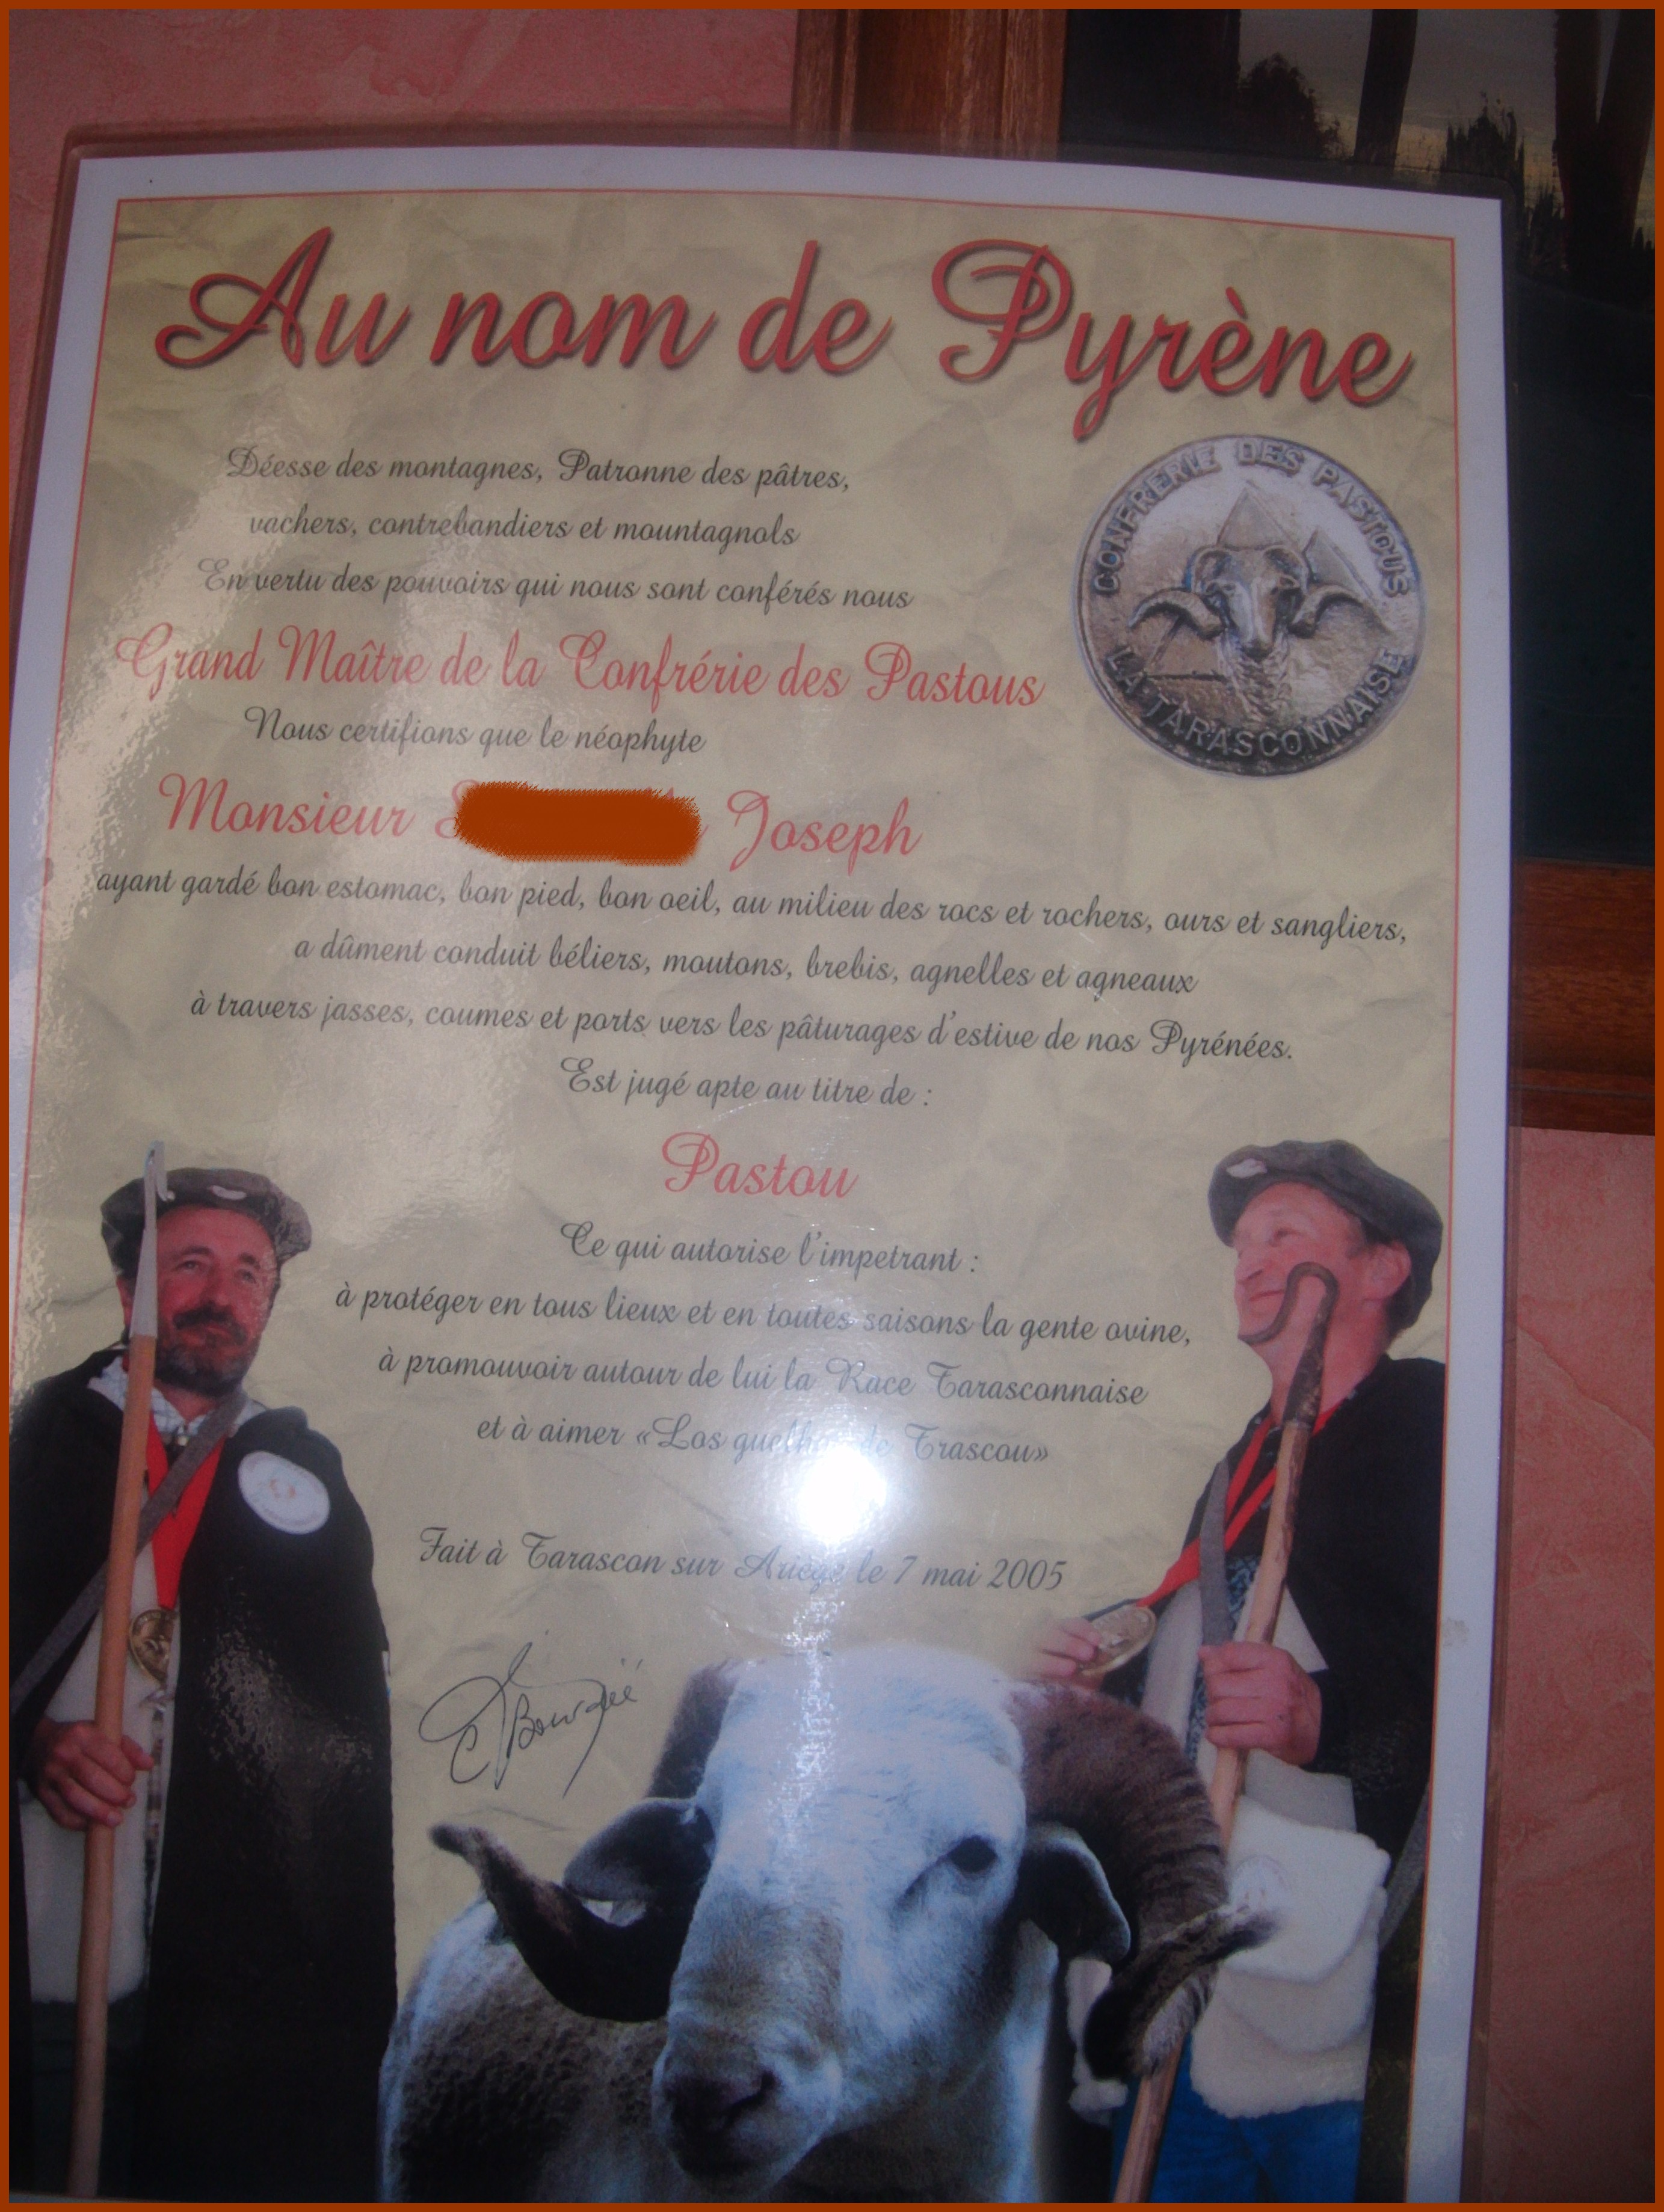 Au nom de Pyrène
Déesse des montagnes, Patronne des pâtres,
vachers, contrebandiers et mountagnols
En vertu des pouvoirs qui nous sont conférés nous
CONFRERIE DES PASTOUS
LA TARASCONNAISE
Grand Maître de la Confrérie des Pastous
Nous certifions que le néophyte
Monsieur Joseph
ayant gardé bon estomac, bon pied, bon oeil, au milieu des rocs et rochers, ours et sangliers,
a dûment conduit béliers, moutons, brebis, agnelles et agneaux
à travers jasses, coumes et ports vers les pâturages d'estive de nos Pyrénées.
Est jugé apte au titre de :
Pastou
Ce qui autorise l'impetrant :
à protéger en tous lieux et en toutes saisons la gente ovine,
à promouvoir autour de lui la Race Tarasconnaise
et à aimer «Los de Trascou»
Fait à Tarascon sur Ariège le 7 mai 2005